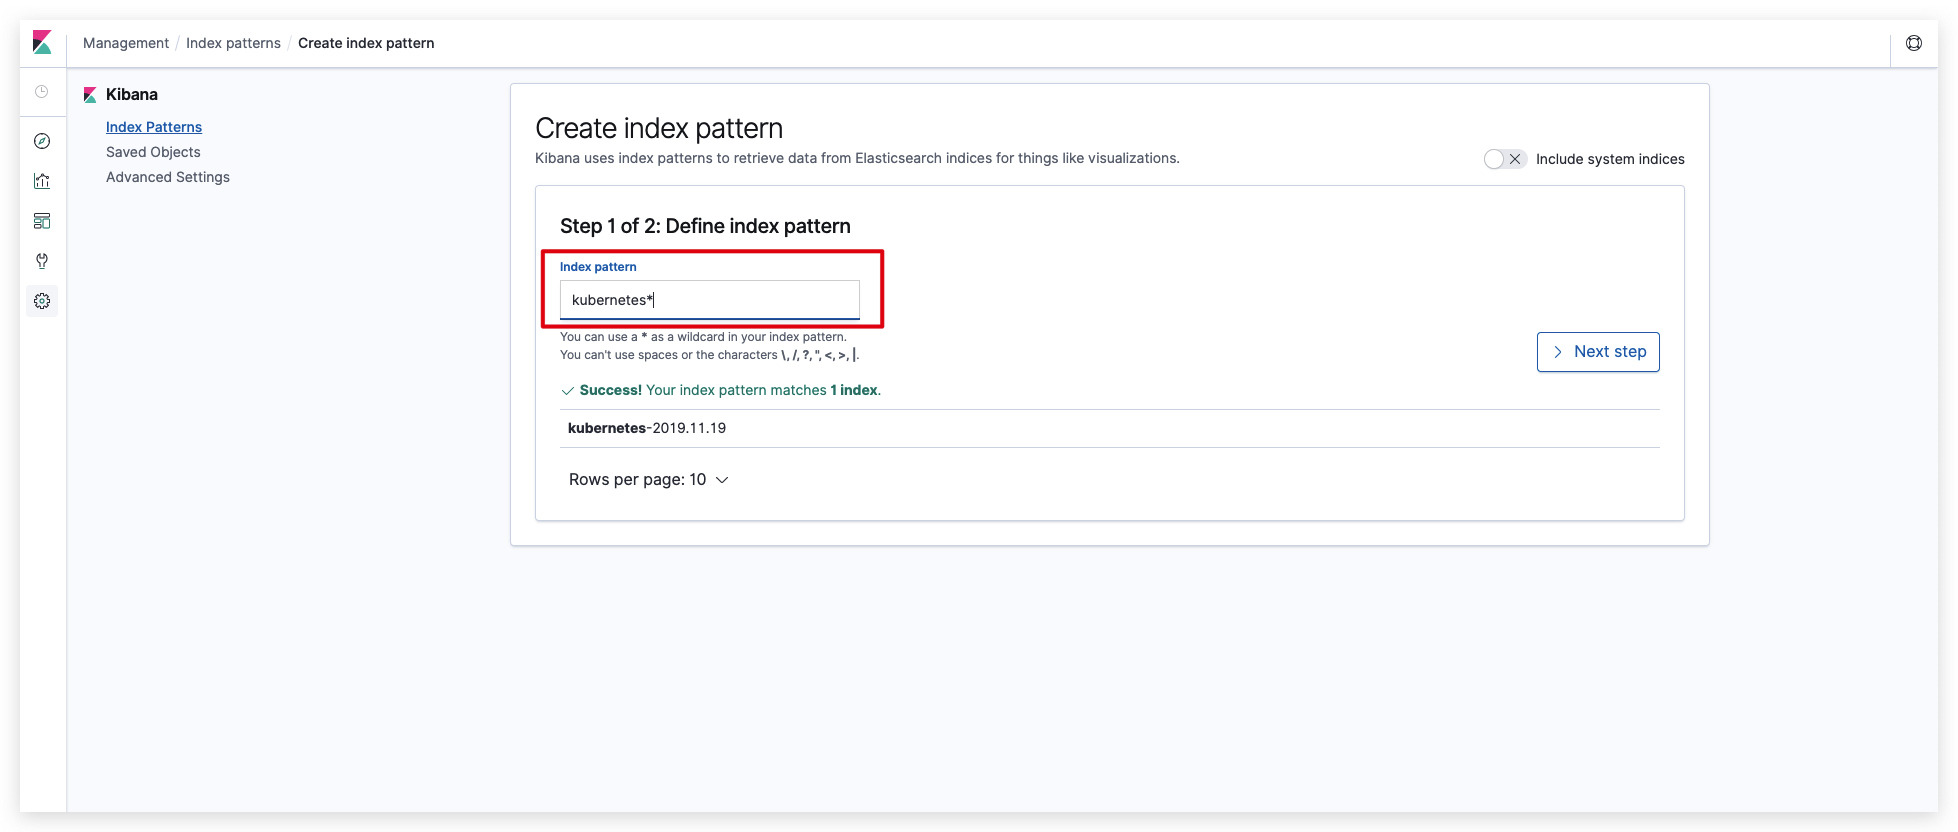 Management / Index patterns / Create index pattern
Kibana
Index Patterns
Saved Objects
Advanced Settings
Create index pattern
Kibana uses index patterns to retrieve data from Elasticsearch indices for things like visualizations.
Include system indices
Step 1 of 2: Define index pattern
Index pattern
kubernetes*
You can use a * as a wildcard in your index pattern.
You can't use spaces or the characters \, /, ?, ", <, >, |.
Next step
Success! Your index pattern matches 1 index.
kubernetes-2019.11.19
Rows per page: 10